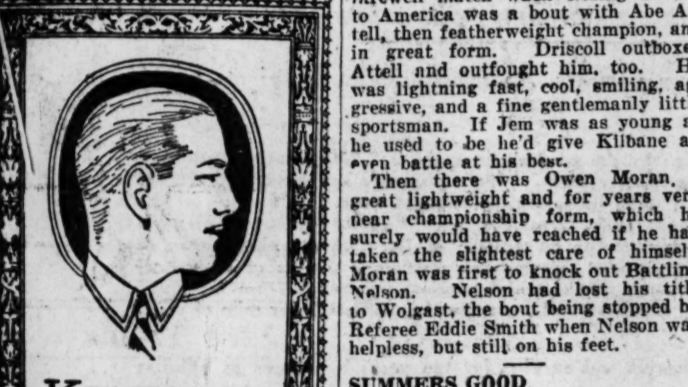 to America was a bout with Abe A
tell, then featherweight champion, an
in great form. Driscoll outboxe
Attell and outfought him, too. H
was lightning fast, cool, smiling, a
gressive, and a fine gentlemanly litt
sportsman. If Jem was as young a
he used to be he'd give Kilbane a
even battle at his best.
Then there was Owen Moran,
great lightweight and for years ver
near championship form, which h
surely would have reached if he ha
taken the slightest care of himsel
Moran was first to knock out Battlin
Nelson. Nelson had lost his titl
to Wolgast, the bout being stopped b
Referee Eddie Smith when Nelson wa
helpless, but still on his feet.
SUMMERS GOOD